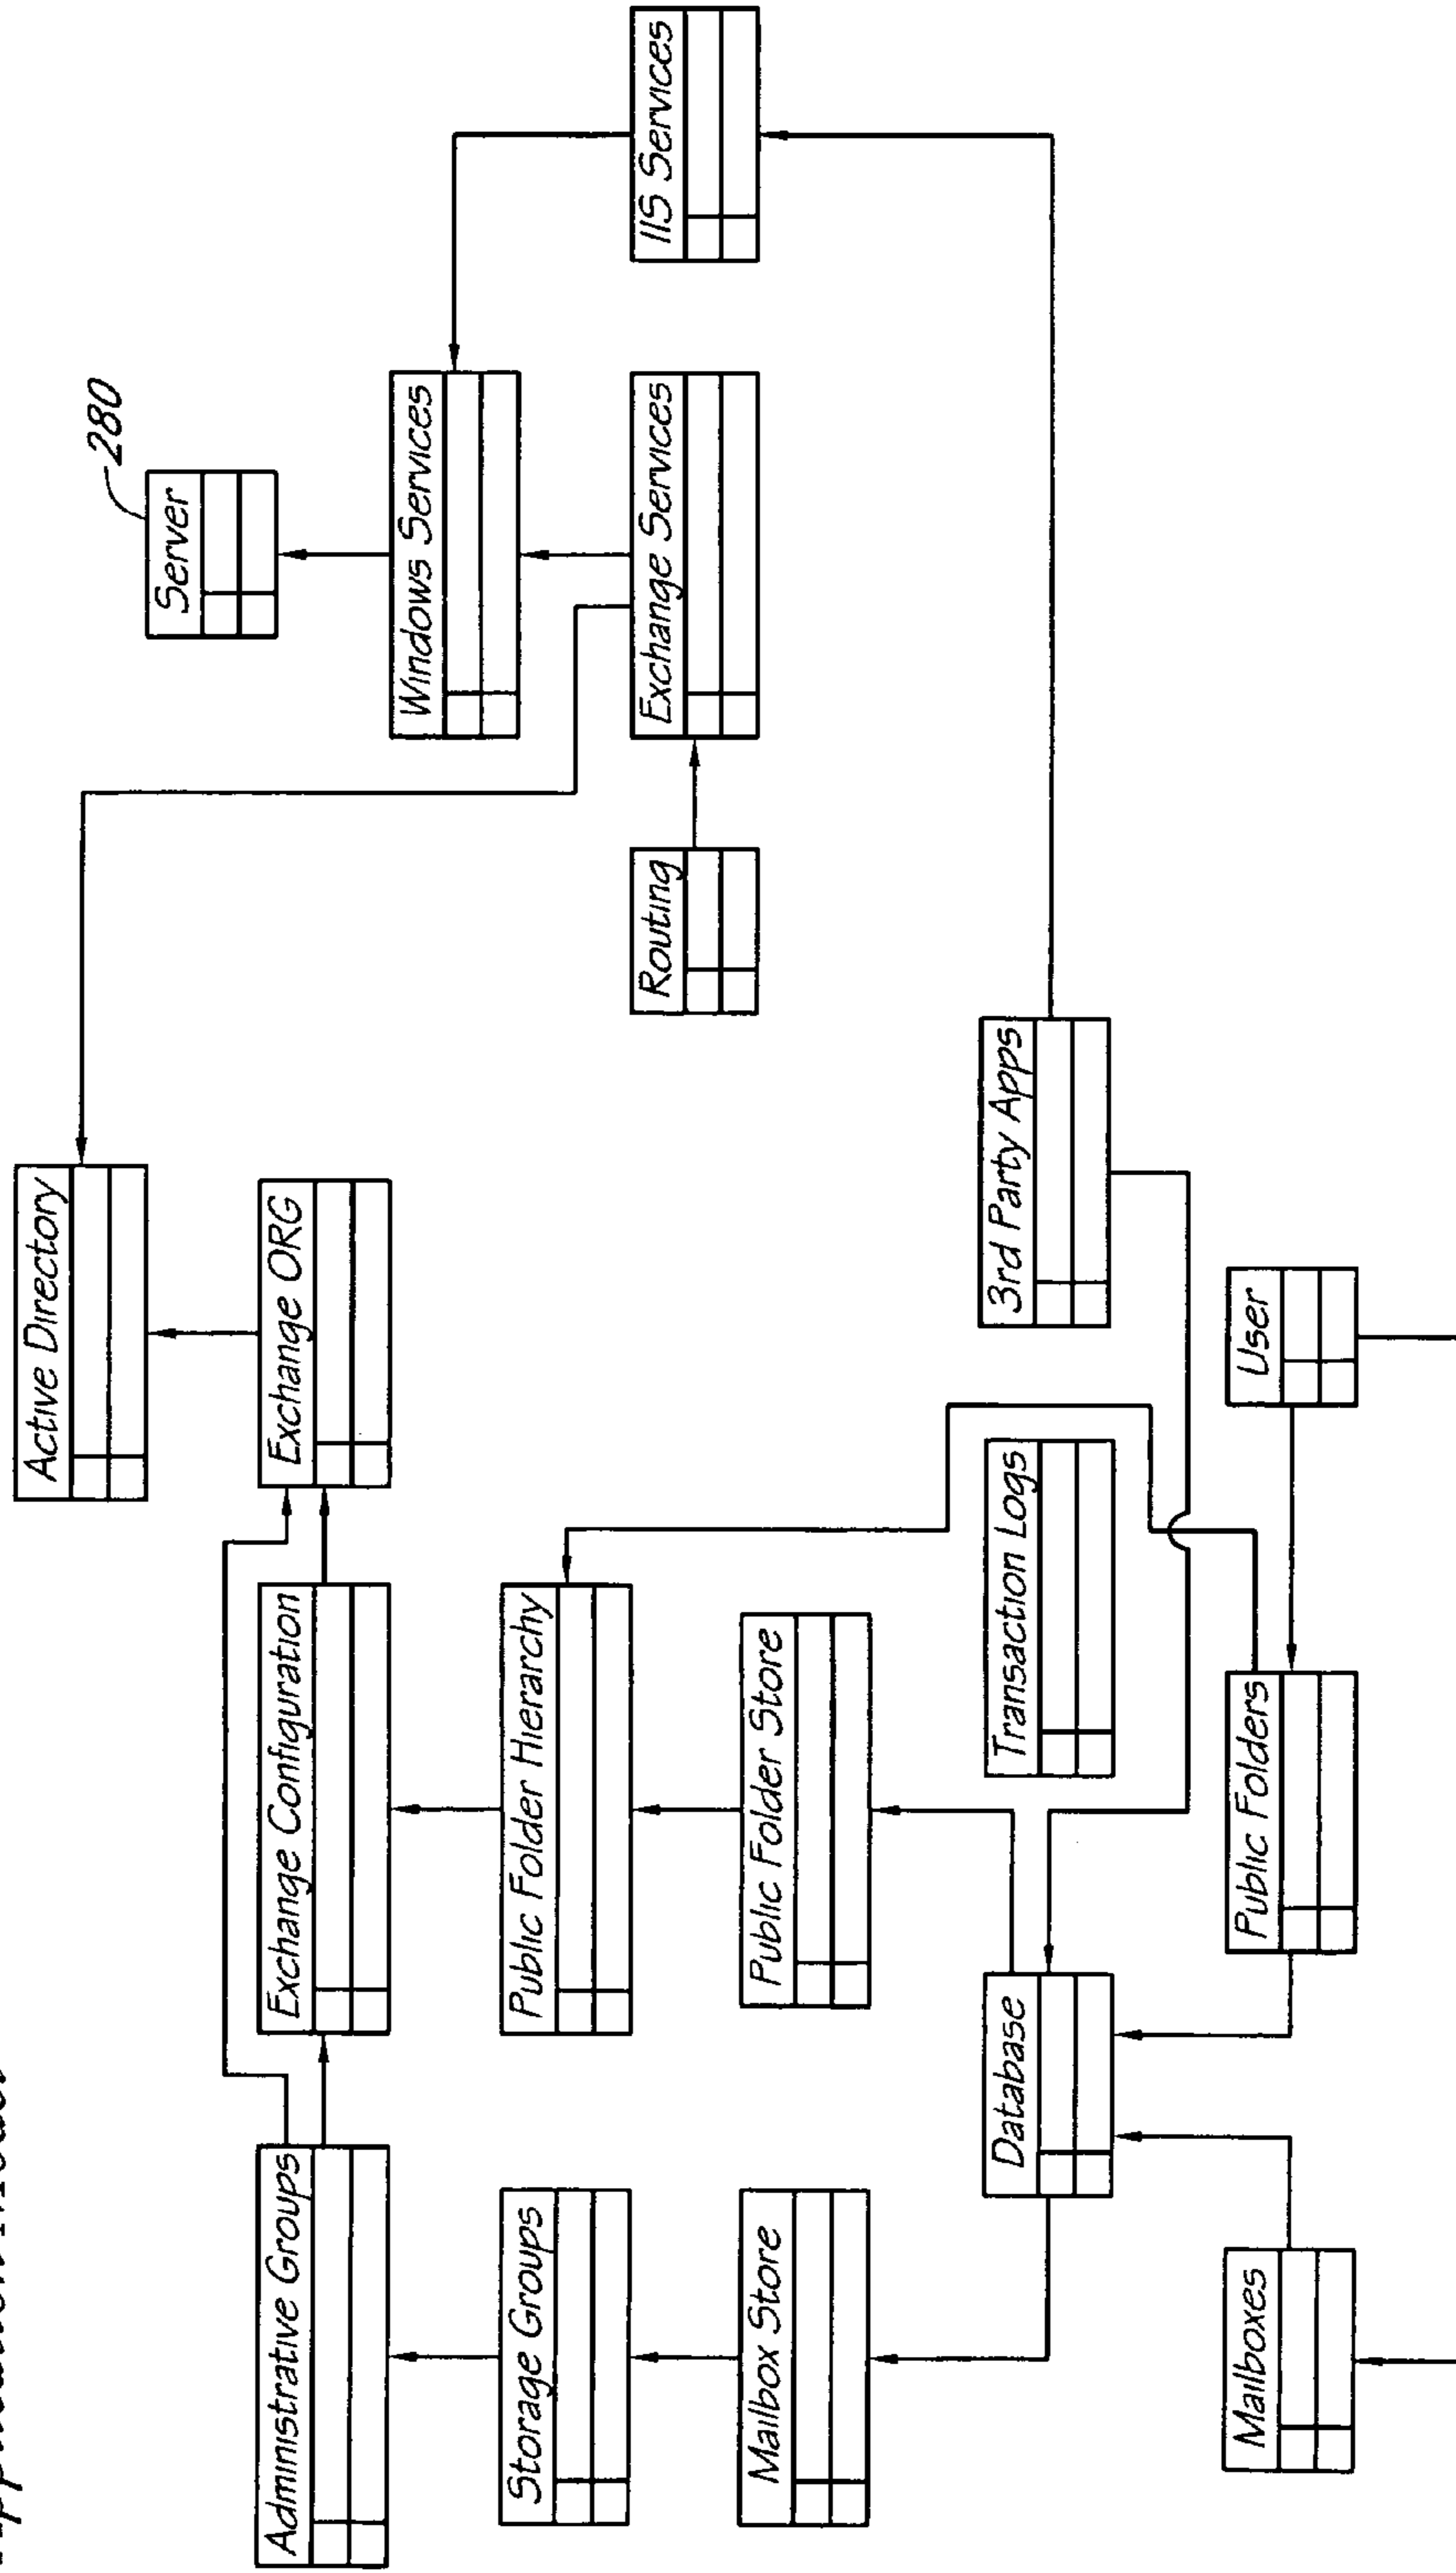 Active Directory
Server
280
Administrative Groups
Exchange Configuration
Exchange ORG
Windows Services
Storage Groups
Public Folder Hierarchy
Routing
Exchange Services
IIS Services
Mailbox Store
Public Folder Store
Database
Transaction Logs
3rd Party Apps
Mailboxes
Public Folders
User